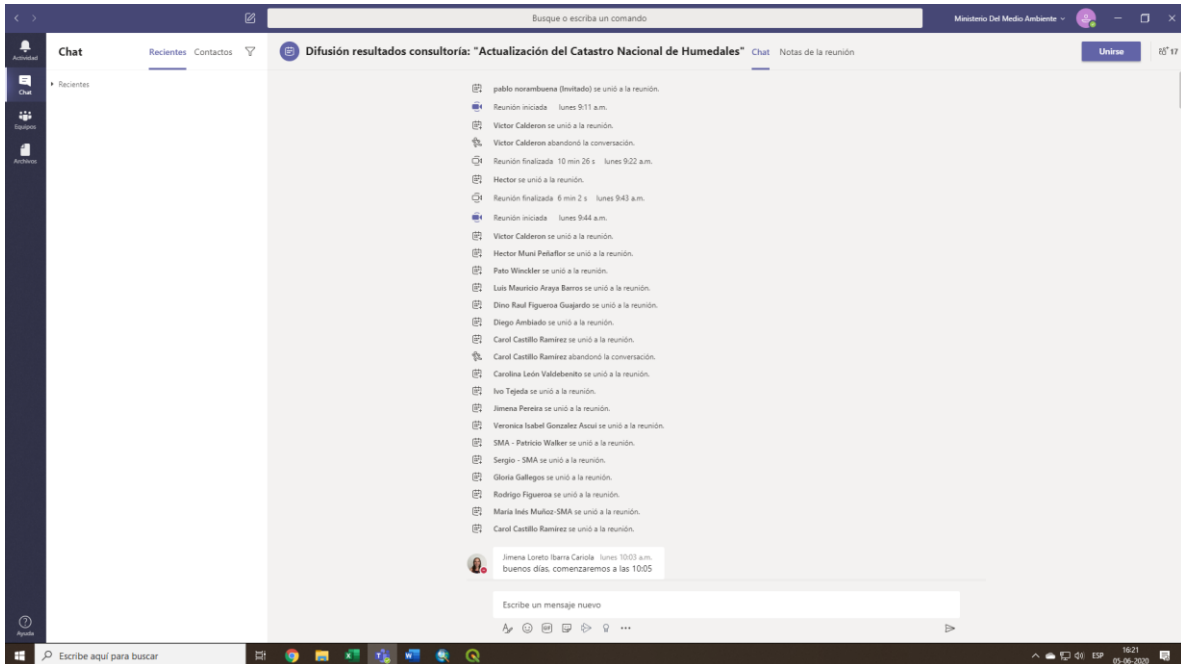 Busque o escriba un comando
Ministerio Del Medio Ambiente
Actividad
Chat
Equipos
Archivos
Ayuda
Chat
Recientes
Contactos
Recientes
Difusión resultados consultoría: "Actualización del Catastro Nacional de Humedales"
Chat
Notas de la reunión
Unirse
17
pablo norambuena (Invitado) se unió a la reunión.
Reunión iniciada lunes 9:11 a.m.
Victor Calderon se unió a la reunión.
Victor Calderon abandonó la conversación.
Reunión finalizada 10 min 26 s lunes 9:22 a.m.
Hector se unió a la reunión.
Reunión finalizada 6 min 2 s lunes 9:43 a.m.
Reunión iniciada lunes 9:44 a.m.
Victor Calderon se unió a la reunión.
Hector Muni Peñaflor se unió a la reunión.
Pato Winckler se unió a la reunión.
Luis Mauricio Araya Barros se unió a la reunión.
Dino Raul Figueroa Guajardo se unió a la reunión.
Diego Ambiado se unió a la reunión.
Carol Castillo Ramirez se unió a la reunión.
Carol Castillo Ramirez abandonó la conversación.
Carolina León Valdebenito se unió a la reunión.
Ivo Tejeda se unió a la reunión.
Jimena Pereira se unió a la reunión.
Veronica Isabel Gonzalez Ascui se unió a la reunión.
SMA - Patricio Walker se unió a la reunión.
Sergio - SMA se unió a la reunión.
Gloria Gallegos se unió a la reunión.
Rodrigo Figueroa se unió a la reunión.
María Inés Muñoz-SMA se unió a la reunión.
Carol Castillo Ramirez se unió a la reunión.
Jimena Loreto Ibarra Cariola lunes 10:03 a.m.
buenos días, comenzaremos a las 10:05
Escribe un mensaje nuevo
GIF
Escribe aquí para buscar
ESP
16:21
05-06-2020